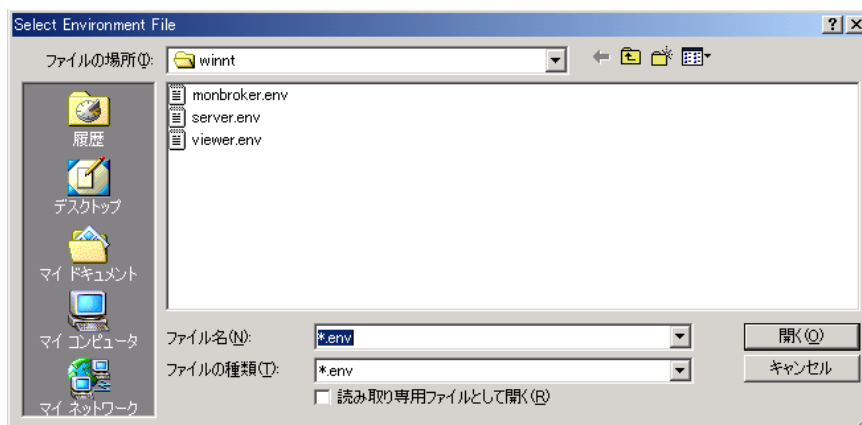 Select Environment File
ファイルの場所(I):
winnt
monbroker.env
server.env
viewer.env
履歴
デスクトップ
マイ ドキュメント
マイ コンピュータ
マイ ネットワーク
ファイル名(N):
*.env
開く(O)
ファイルの種類(T):
*.env
キャンセル
読み取り専用ファイルとして開く(R)